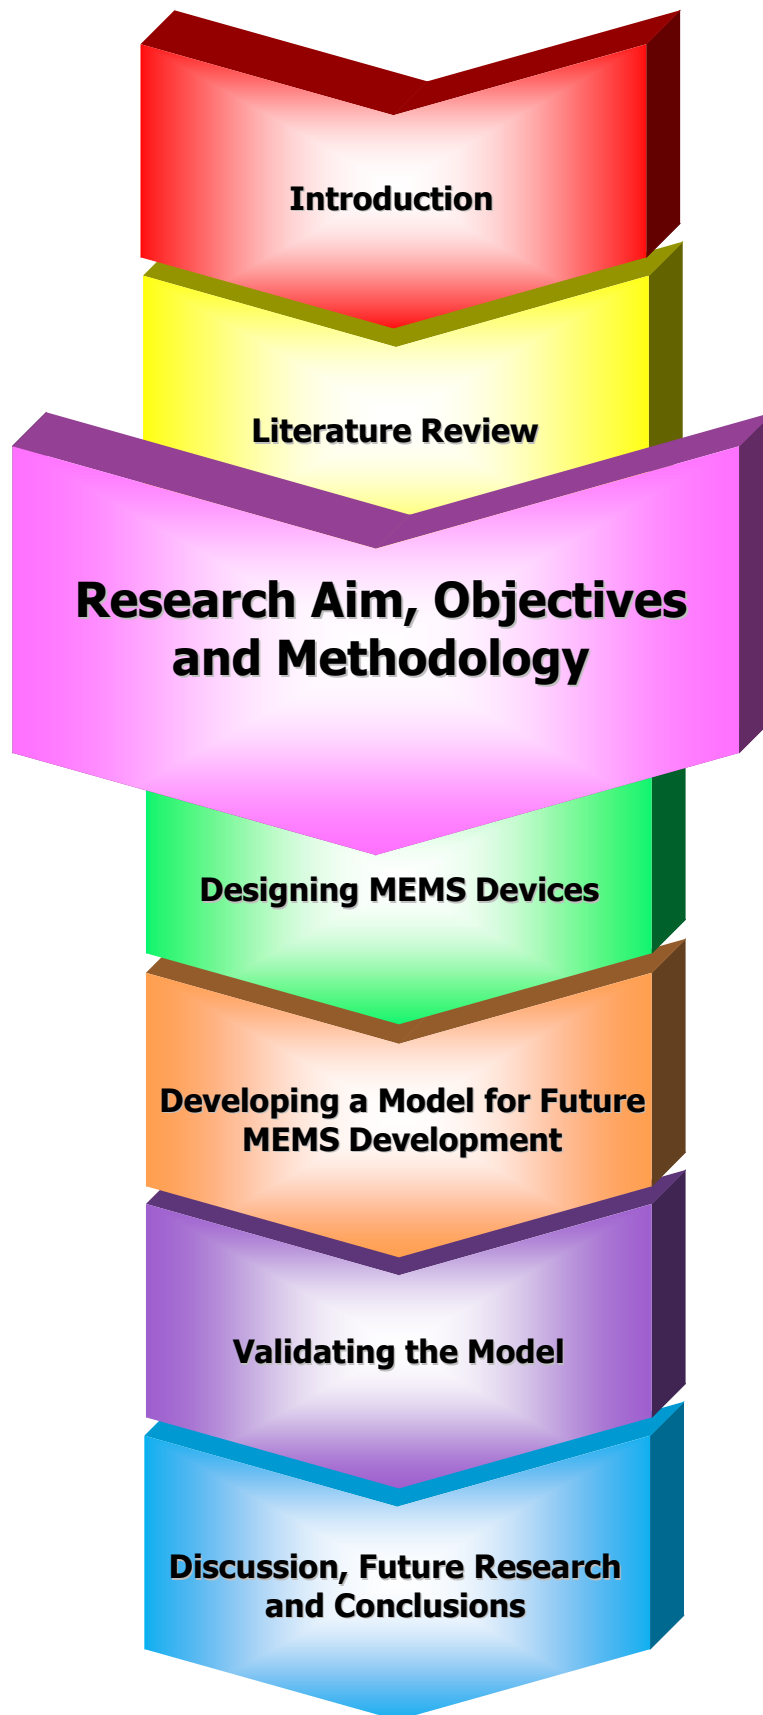 Introduction
Literature Review
Research Aim, Objectives
and Methodology
Designing MEMS Devices
Developing a Model for Future
MEMS Development
Validating the Model
Discussion, Future Research
and Conclusions